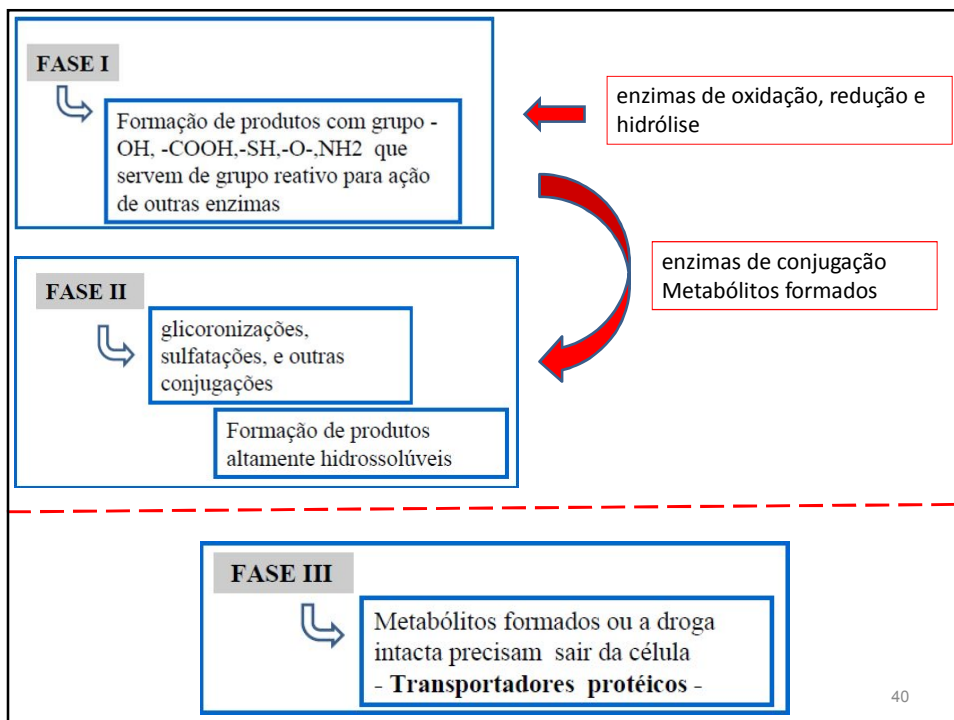 FASE I
Formação de produtos com grupo -
OH, -COOH,-SH,-O-,NH2 que
servem de grupo reativo para ação
de outras enzimas
enzimas de oxidação, redução e
hidrólise
enzimas de conjugação
Metabólitos formados
FASE II
glicoronizações,
sulfatações, e outras
conjugações
Formação de produtos
altamente hidrossolúveis
FASE III
Metabólitos formados ou a droga
intacta precisam sair da célula
- Transportadores protéicos -
40